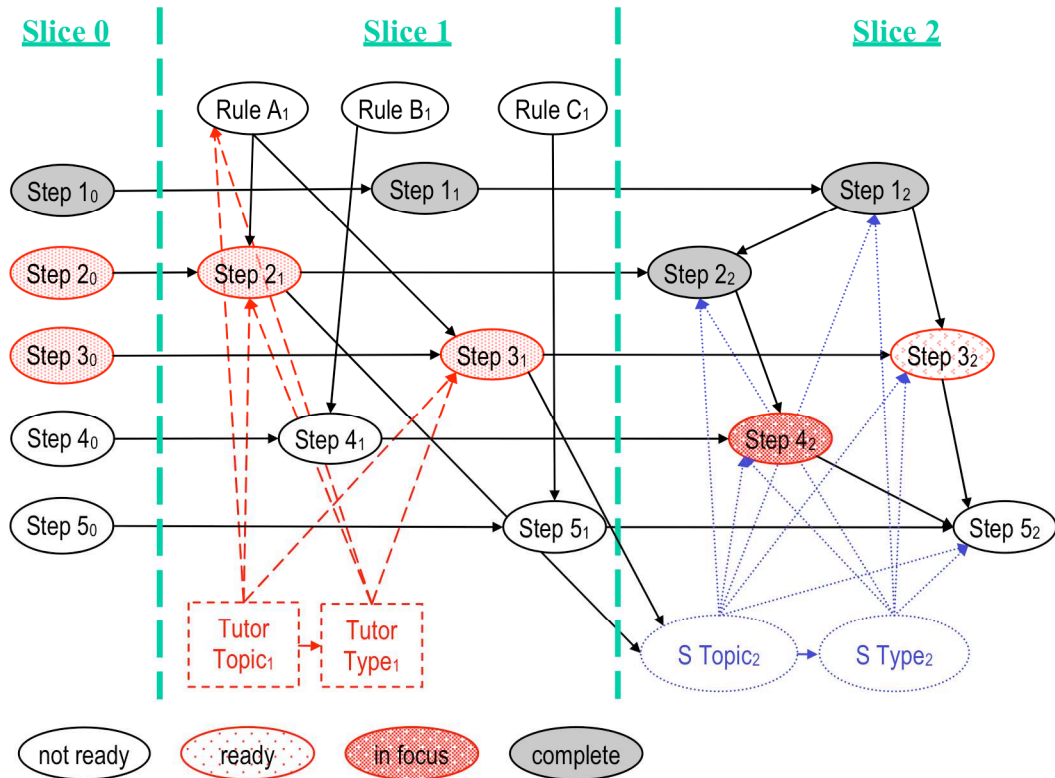 Slice 0
Slice 1
Slice 2
Rule A₁
Rule B₁
Rule C₁
Step 1₀
Step 1₁
Step 1₂
Step 2₀
Step 2₁
Step 2₂
Step 3₀
Step 3₁
Step 3₂
Step 4₀
Step 4₁
Step 4₂
Step 5₀
Step 5₁
Step 5₂
Tutor
Topic₁
Tutor
Type₁
S Topic₂
S Type₂
not ready
ready
in focus
complete